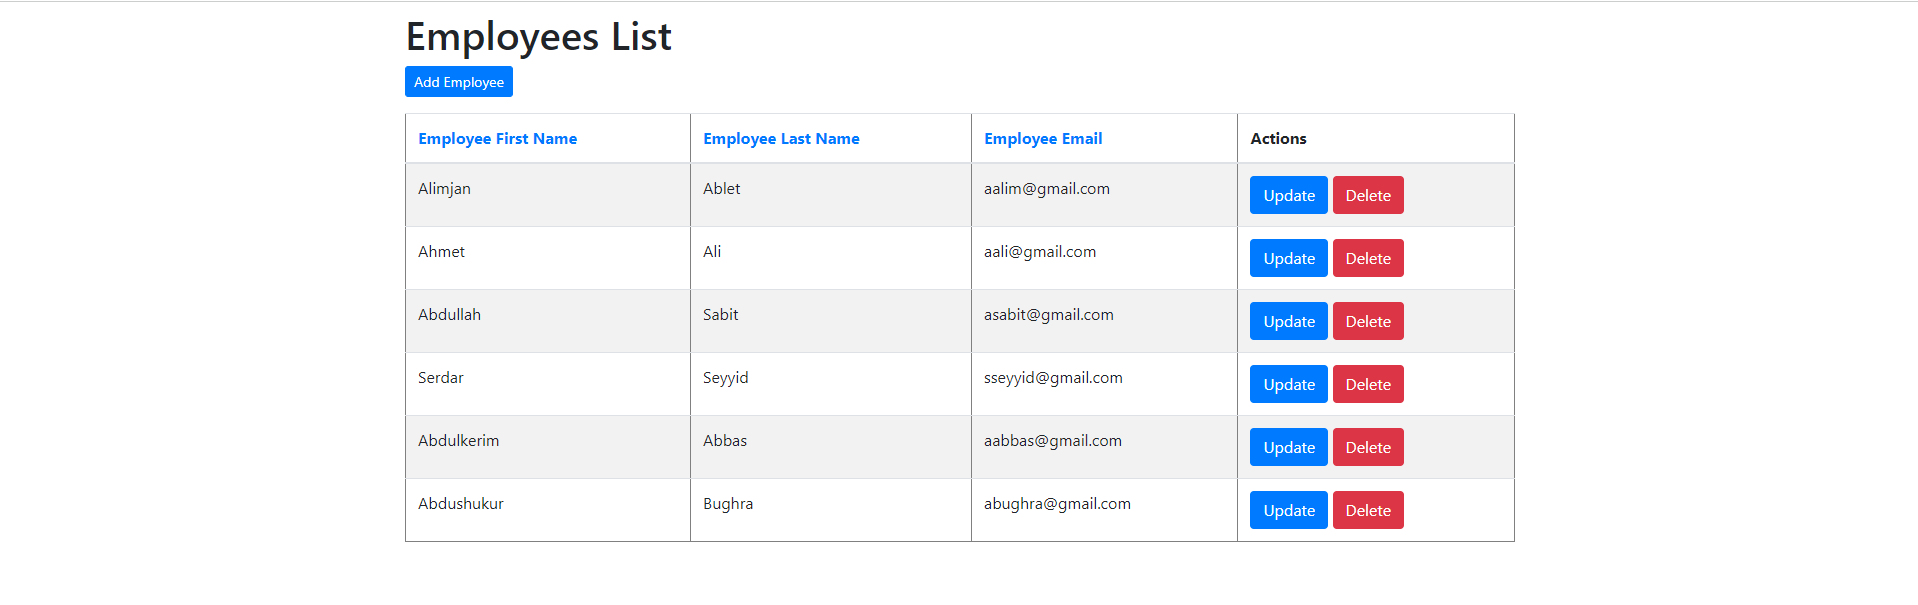 Employees List
Add Employee
Employee First Name Employee Last Name Employee Email Actions
Alimjan Ablet aalim@gmail.com Update Delete
Ahmet Ali aali@gmail.com Update Delete
Abdullah Sabit asabit@gmail.com Update Delete
Serdar Seyyid sseyyid@gmail.com Update Delete
Abdulkerim Abbas aabbas@gmail.com Update Delete
Abdushukur Bughra abughra@gmail.com Update Delete